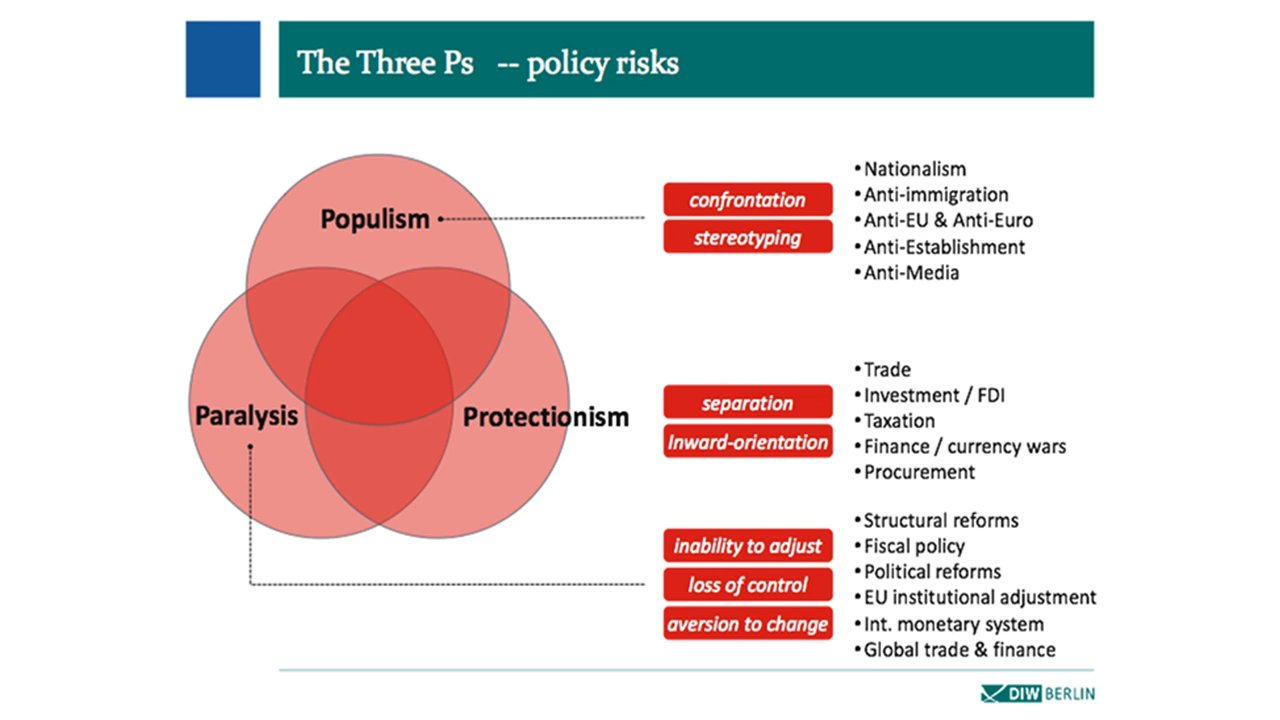 The Three Ps -- policy risks
Populism
Paralysis
Protectionism
confrontation
stereotyping
• Nationalism
• Anti-immigration
• Anti-EU & Anti-Euro
• Anti-Establishment
• Anti-Media
separation
Inward-orientation
• Trade
• Investment / FDI
• Taxation
• Finance / currency wars
• Procurement
inability to adjust
loss of control
aversion to change
• Structural reforms
• Fiscal policy
• Political reforms
• EU institutional adjustment
• Int. monetary system
• Global trade & finance
DIW BERLIN